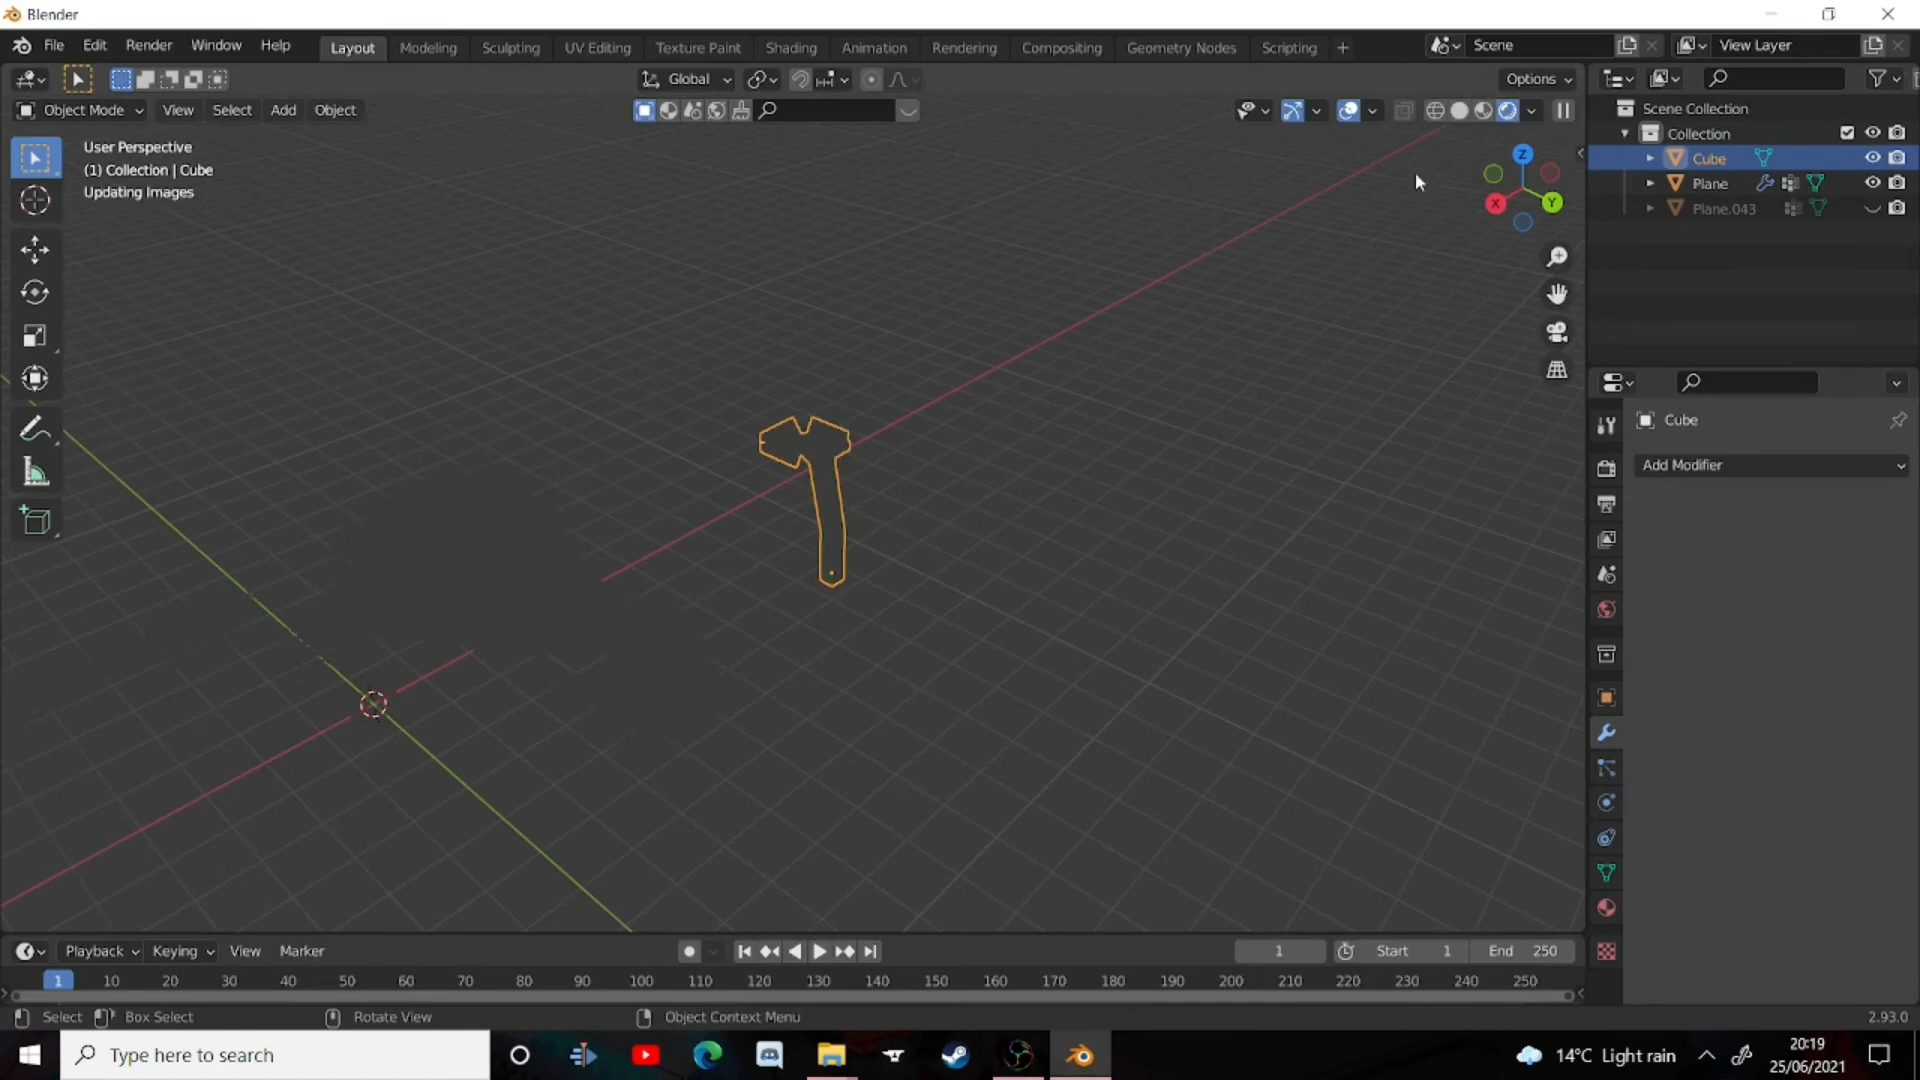 Blender
File Edit Render Window Help Layout Modeling Sculpting UV Editing Texture Paint Shading Animation Rendering Compositing Geometry Nodes Scripting + Scene View Layer
Global Options
Object Mode View Select Add Object
User Perspective
(1) Collection | Cube
Updating Images
Z
X
Y
Scene Collection
Collection
Cube
Plane
Plane.043
Cube
Add Modifier
Playback Keying View Marker 1 Start 1 End 250
1 10 20 30 40 50 60 70 80 90 100 110 120 130 140 150 160 170 180 190 200 210 220 230 240 250
Select Box Select Rotate View Object Context Menu 2.93.0
Type here to search
14°C Light rain
20:19
25/06/2021